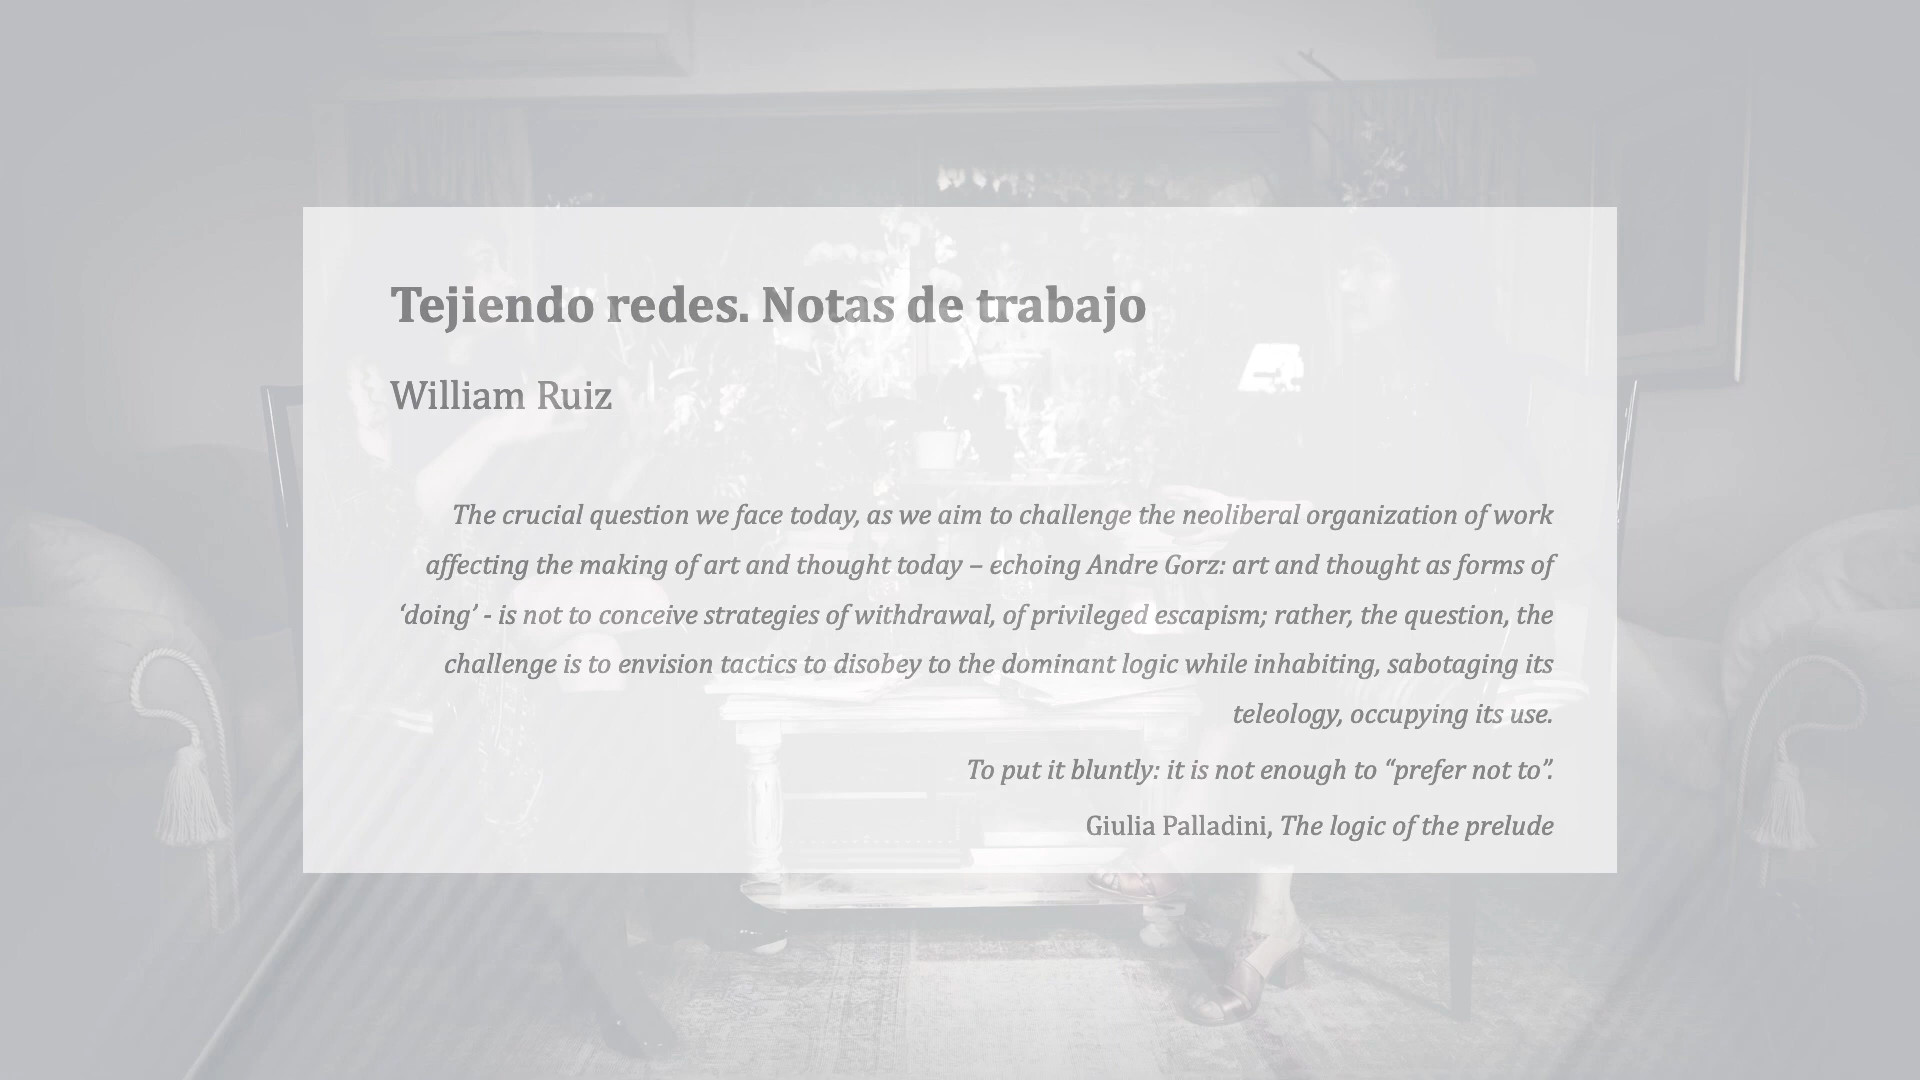 Tejiendo redes. Notas de trabajo
William Ruiz
The crucial question we face today, as we aim to challenge the neoliberal organization of work
affecting the making of art and thought today – echoing Andre Gorz: art and thought as forms of
‘doing’ - is not to conceive strategies of withdrawal, of privileged escapism; rather, the question, the
challenge is to envision tactics to disobey to the dominant logic while inhabiting, sabotaging its
teleology, occupying its use.
To put it bluntly: it is not enough to “prefer not to”.
Giulia Palladini, The logic of the prelude